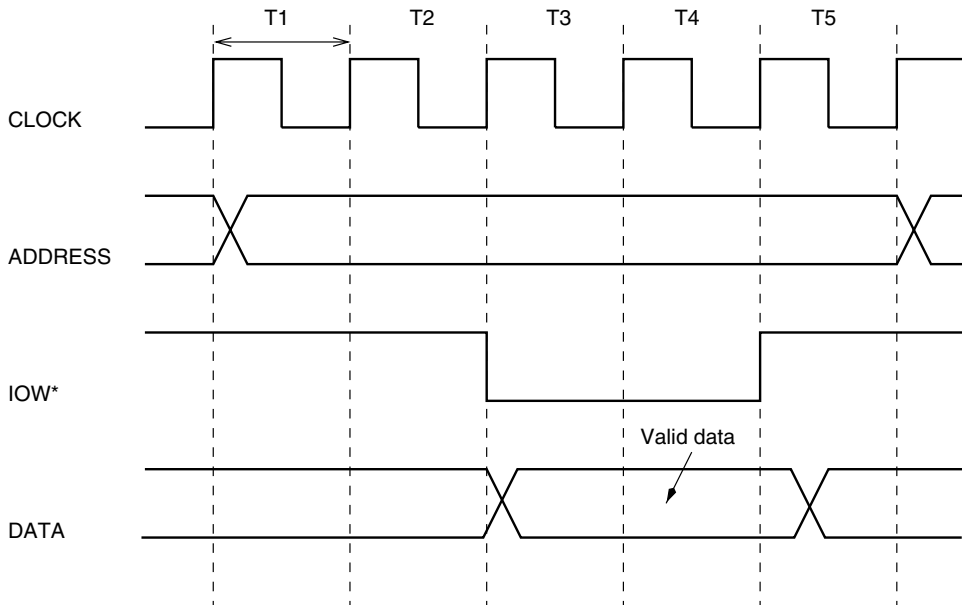 T1 T2 T3 T4 T5
CLOCK
ADDRESS
IOW*
Valid data
DATA